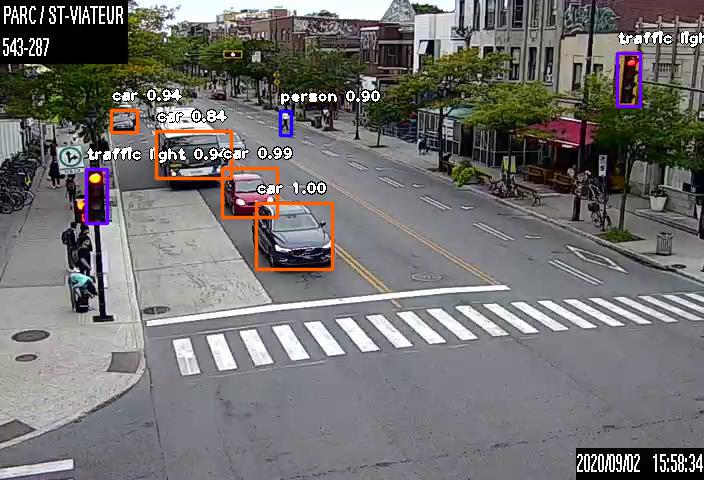 PARC / ST-VIATEUR
543-287
traffic ligh
car 0.94
person 0.90
car 0.84
traffic light 0.94
car 0.99
car 1.00
2020/09/02 15:58:34